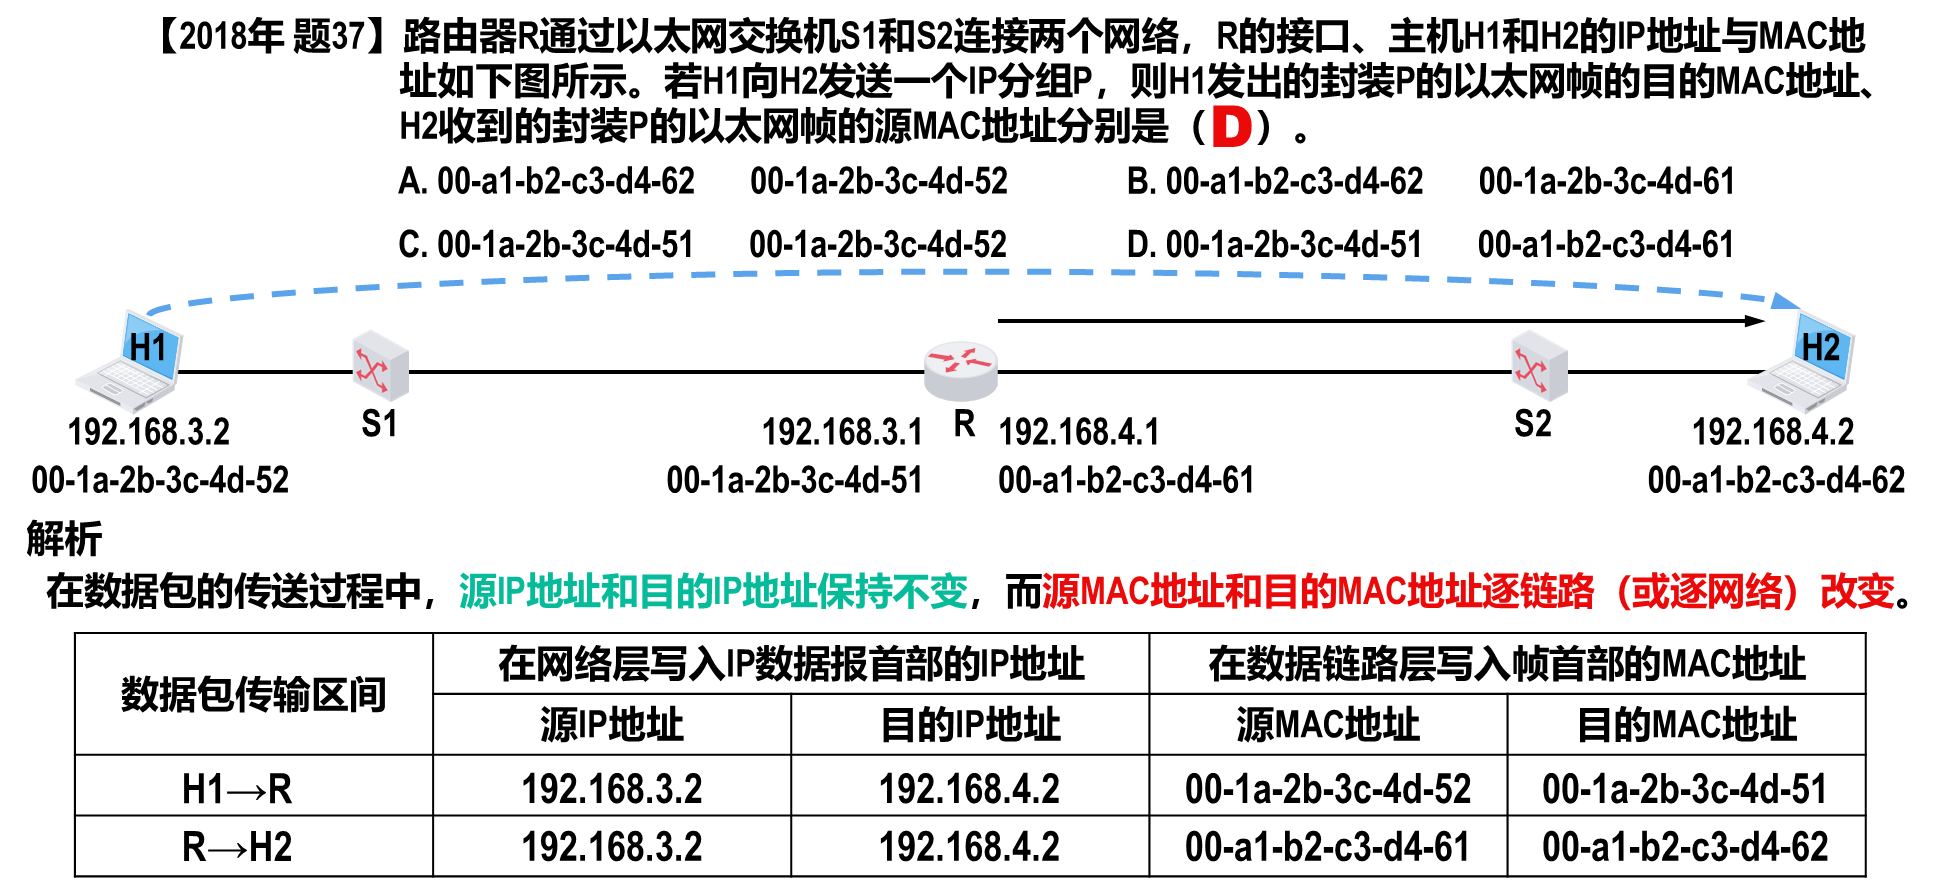 【2018年 题37】路由器R通过以太网交换机S1和S2连接两个网络，R的接口、主机H1和H2的IP地址与MAC地
址如下图所示。若H1向H2发送一个IP分组P，则H1发出的封装P的以太网帧的目的MAC地址、
H2收到的封装P的以太网帧的源MAC地址分别是（D）。
A. 00-a1-b2-c3-d4-62 00-1a-2b-3c-4d-52 B. 00-a1-b2-c3-d4-62 00-1a-2b-3c-4d-61
C. 00-1a-2b-3c-4d-51 00-1a-2b-3c-4d-52 D. 00-1a-2b-3c-4d-51 00-a1-b2-c3-d4-61
H1 H2
S1 R S2
192.168.3.2 192.168.3.1 192.168.4.1 192.168.4.2
00-1a-2b-3c-4d-52 00-1a-2b-3c-4d-51 00-a1-b2-c3-d4-61 00-a1-b2-c3-d4-62
解析
在数据包的传送过程中，源IP地址和目的IP地址保持不变，而源MAC地址和目的MAC地址逐链路（或逐网络）改变。
数据包传输区间 在网络层写入IP数据报首部的IP地址 在数据链路层写入帧首部的MAC地址
源IP地址 目的IP地址 源MAC地址 目的MAC地址
H1→R 192.168.3.2 192.168.4.2 00-1a-2b-3c-4d-52 00-1a-2b-3c-4d-51
R→H2 192.168.3.2 192.168.4.2 00-a1-b2-c3-d4-61 00-a1-b2-c3-d4-62